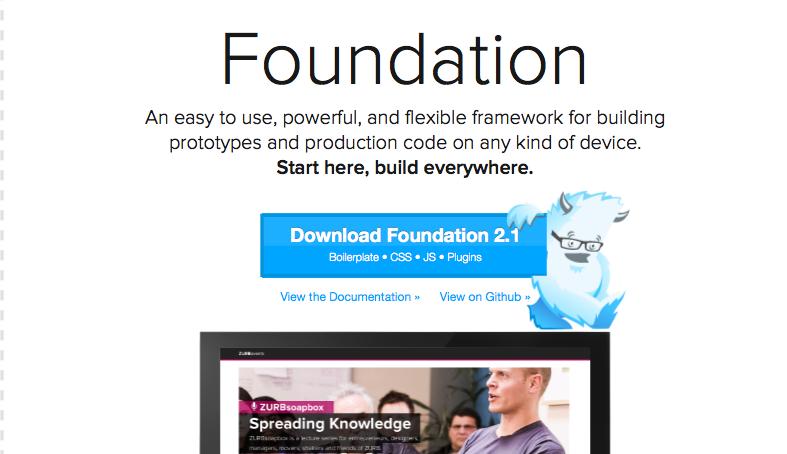 Foundation
An easy to use, powerful, and flexible framework for building
prototypes and production code on any kind of device.
Start here, build everywhere.
Download Foundation 2.1
Boilerplate • CSS • JS • Plugins
View the Documentation » View on Github »
ZURBevents
ZURBsoapbox
Spreading Knowledge
ZURBsoapbox is a lecture series for entrepreneurs, designers,
managers, movers, shakers and friends of ZURB.